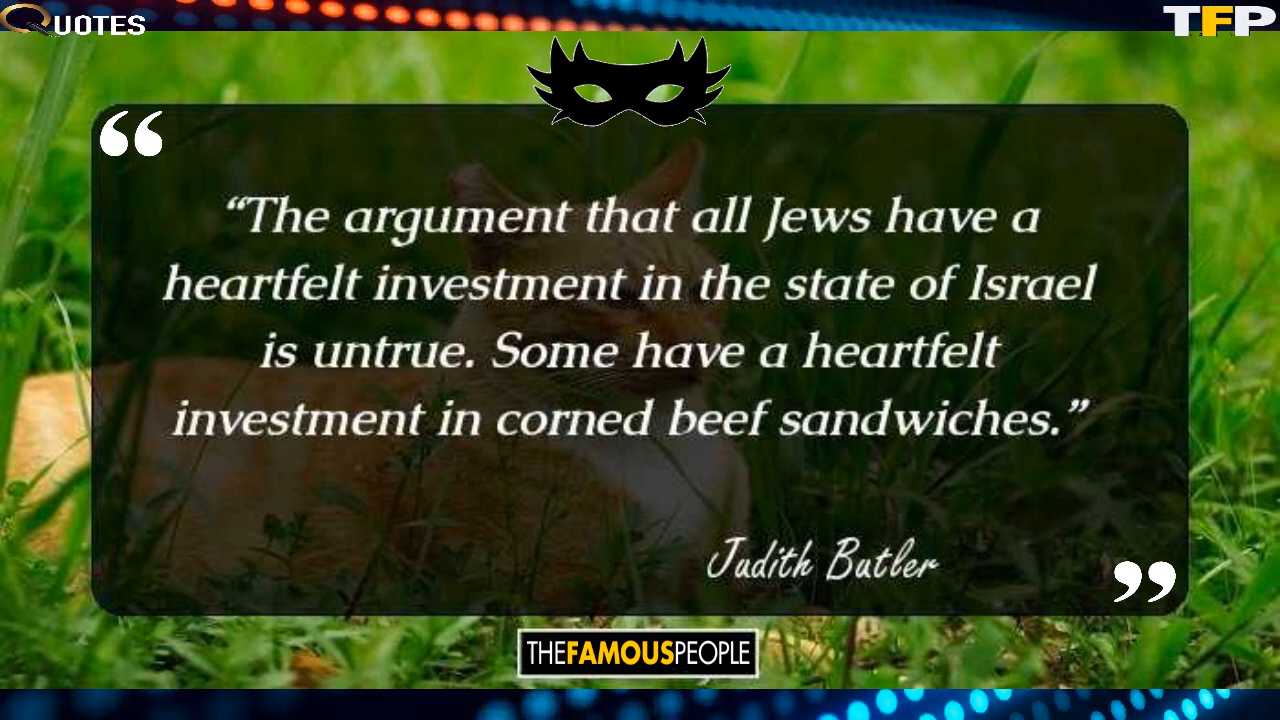 QUOTES
TFP
“
“The argument that all Jews have a
heartfelt investment in the state of Israel
is untrue. Some have a heartfelt
investment in corned beef sandwiches.”
Judith Butler
”
THEFAMOUSPEOPLE